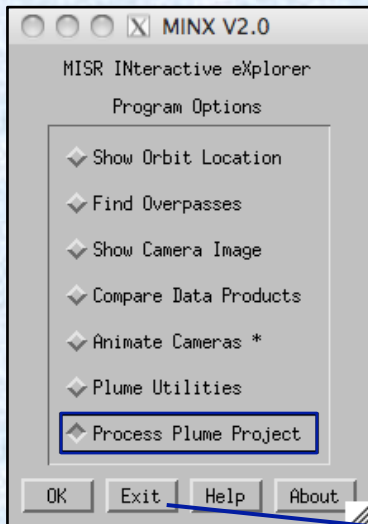 MINX V2.0
MISR INteractive eXplorer
Program Options
Show Orbit Location
Find Overpasses
Show Camera Image
Compare Data Products
Animate Cameras *
Plume Utilities
Process Plume Project
OK Exit Help About